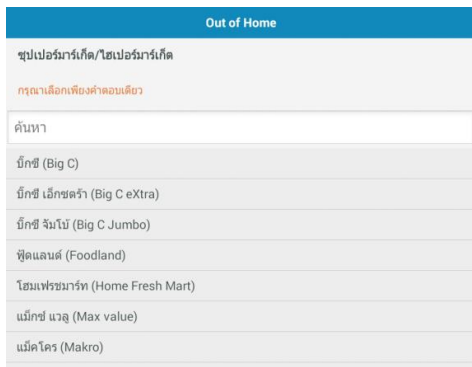 Out of Home
ซุปเปอร์มาร์เก็ต/ไฮเปอร์มาร์เก็ต
กรุณาเลือกเพียงคำตอบเดียว
ค้นหา
บิ๊กซี (Big C)
บิ๊กซี เอ็กซตร้า (Big C eXtra)
บิ๊กซี จัมโบ้ (Big C Jumbo)
ฟู้ดแลนด์ (Foodland)
โฮมเฟรชมาร์ท (Home Fresh Mart)
แม็กซ์ แวลู (Max value)
แม็คโคร (Makro)